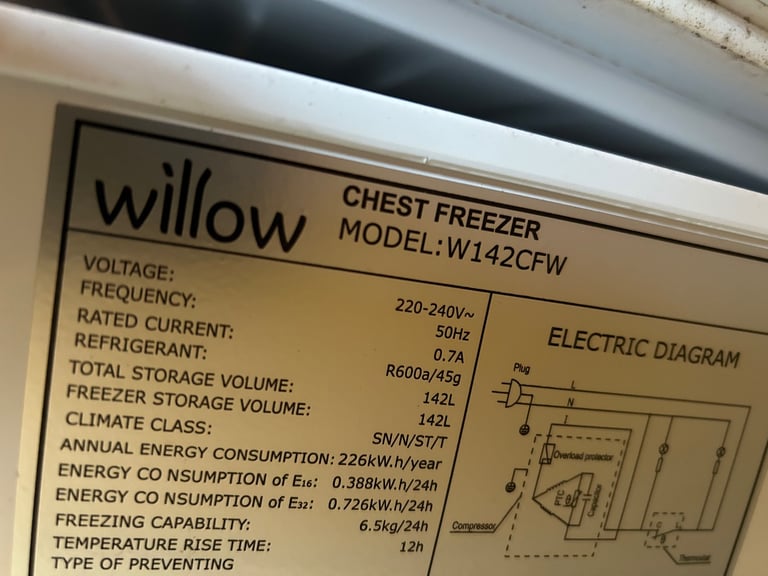 willow
CHEST FREEZER
MODEL:W142CFW
VOLTAGE: 220-240V~
FREQUENCY: 50Hz
RATED CURRENT: 0.7A
REFRIGERANT: R600a/45g
TOTAL STORAGE VOLUME: 142L
FREEZER STORAGE VOLUME: 142L
CLIMATE CLASS: SN/N/ST/T
ANNUAL ENERGY CONSUMPTION: 226kW.h/year
ENERGY CO NSUMPTION of E16: 0.388kW.h/24h
ENERGY CO NSUMPTION of E32: 0.726kW.h/24h
FREEZING CAPABILITY: 6.5kg/24h
TEMPERATURE RISE TIME: 12h
TYPE OF PREVENTING
ELECTRIC DIAGRAM
Plug
L
N
Overload protector
PTC
Capacitor
Compressor
C L
Thermostat